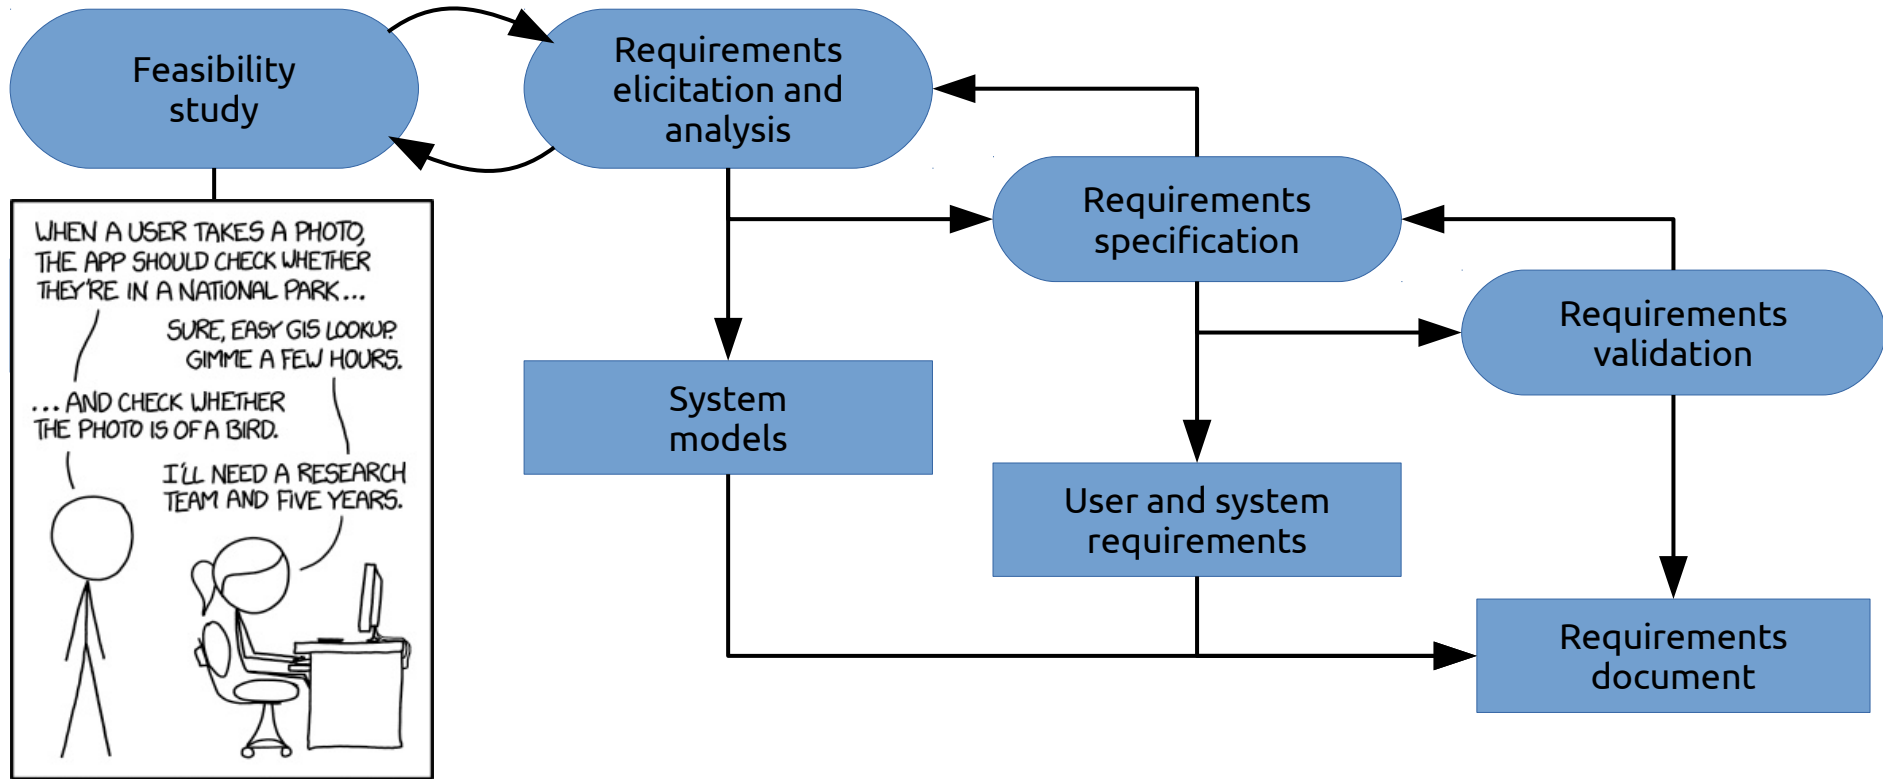 Feasibility
study
Requirements
elicitation and
analysis
Requirements
specification
Requirements
validation
System
models
User and system
requirements
Requirements
document
WHEN A USER TAKES A PHOTO,
THE APP SHOULD CHECK WHETHER
THEY'RE IN A NATIONAL PARK...
SURE, EASY GIS LOOKUP.
GIMME A FEW HOURS.
...AND CHECK WHETHER
THE PHOTO IS OF A BIRD.
I'LL NEED A RESEARCH
TEAM AND FIVE YEARS.